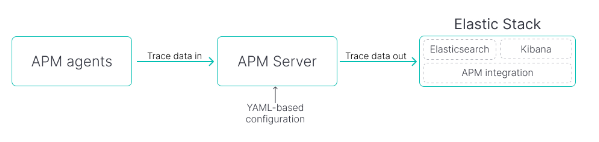 Elastic Stack
APM agents
Trace data in
APM Server
Trace data out
Elasticsearch
Kibana
APM integration
YAML-based
configuration